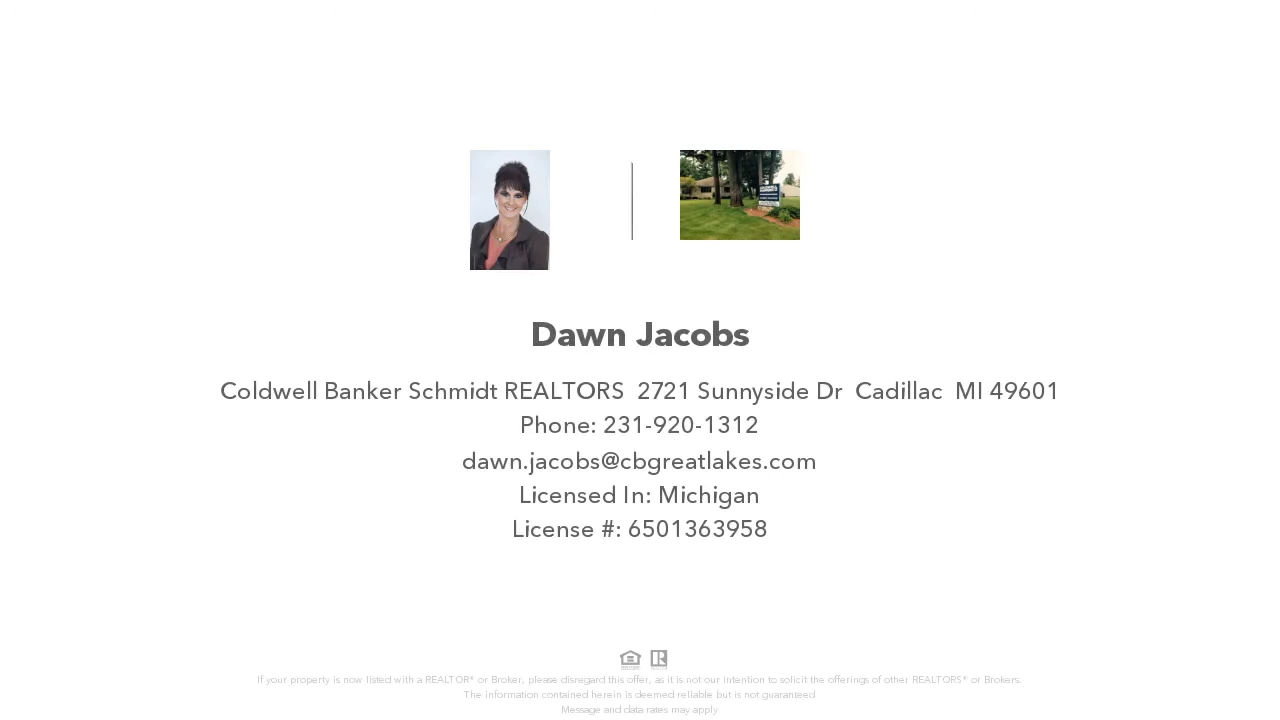 Dawn Jacobs
Coldwell Banker Schmidt REALTORS 2721 Sunnyside Dr Cadillac MI 49601
Phone: 231-920-1312
dawn.jacobs@cbgreatlakes.com
Licensed In: Michigan
License #: 6501363958
If your property is now listed with a REALTOR® or Broker, please disregard this offer, as it is not our intention to solicit the offerings of other REALTORS® or Brokers.
The information contained herein is deemed reliable but is not guaranteed
Message and data rates may apply